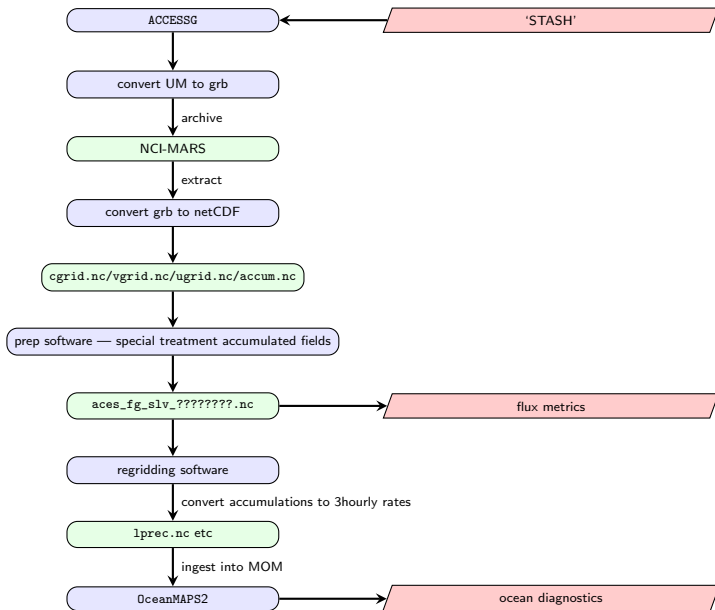 ACCESSG
‘STASH’
convert UM to grb
archive
NCI-MARS
extract
convert grb to netCDF
cgrid.nc/vgrid.nc/ugrid.nc/accum.nc
prep software — special treatment accumulated fields
aces_fg_slv_????????.nc
flux metrics
regridding software
convert accumulations to 3hourly rates
lprec.nc etc
ingest into MOM
OceanMAPS2
ocean diagnostics